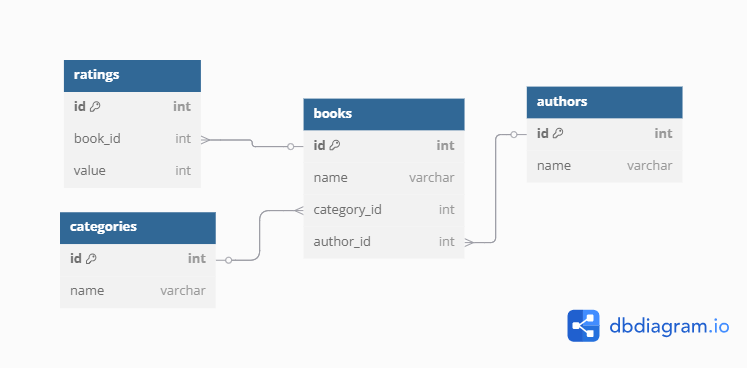 ratings
id int
book_id int
value int
categories
id int
name varchar
books
id int
name varchar
category_id int
author_id int
authors
id int
name varchar
dbdiagram.io